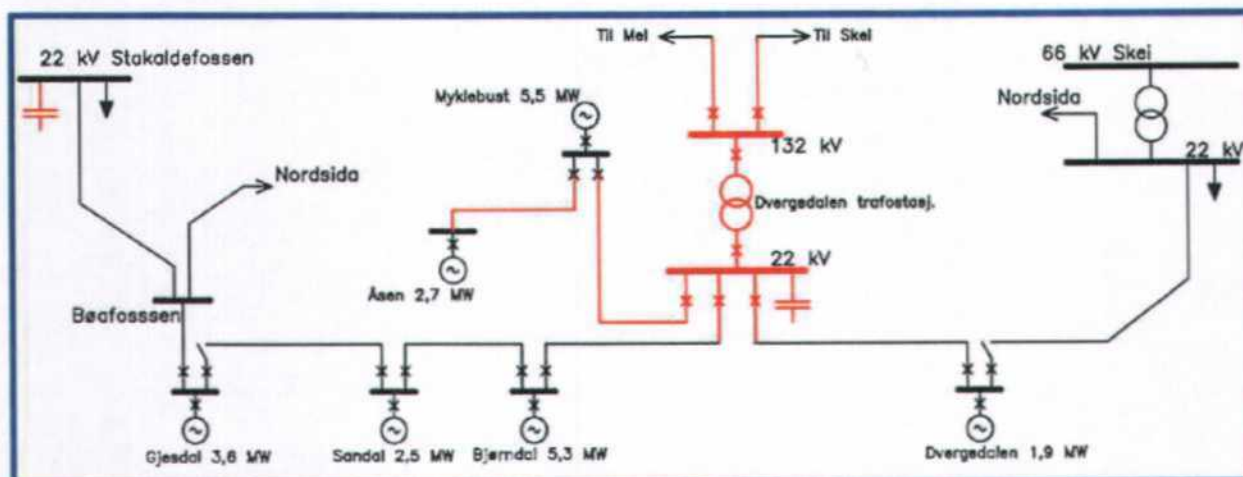 Til Mel
Til Skei
22 kV Stakaldefossen
66 kV Skei
Myklebust 5,5 MW
Nordsida
132 kV
22 kV
Nordsida
Dvergsdalen trafostasj.
22 kV
Åsen 2,7 MW
Bøafosssen
Gjesdal 3,6 MW
Sandal 2,5 MW
Bjørndal 5,3 MW
Dvergsdalen 1,9 MW